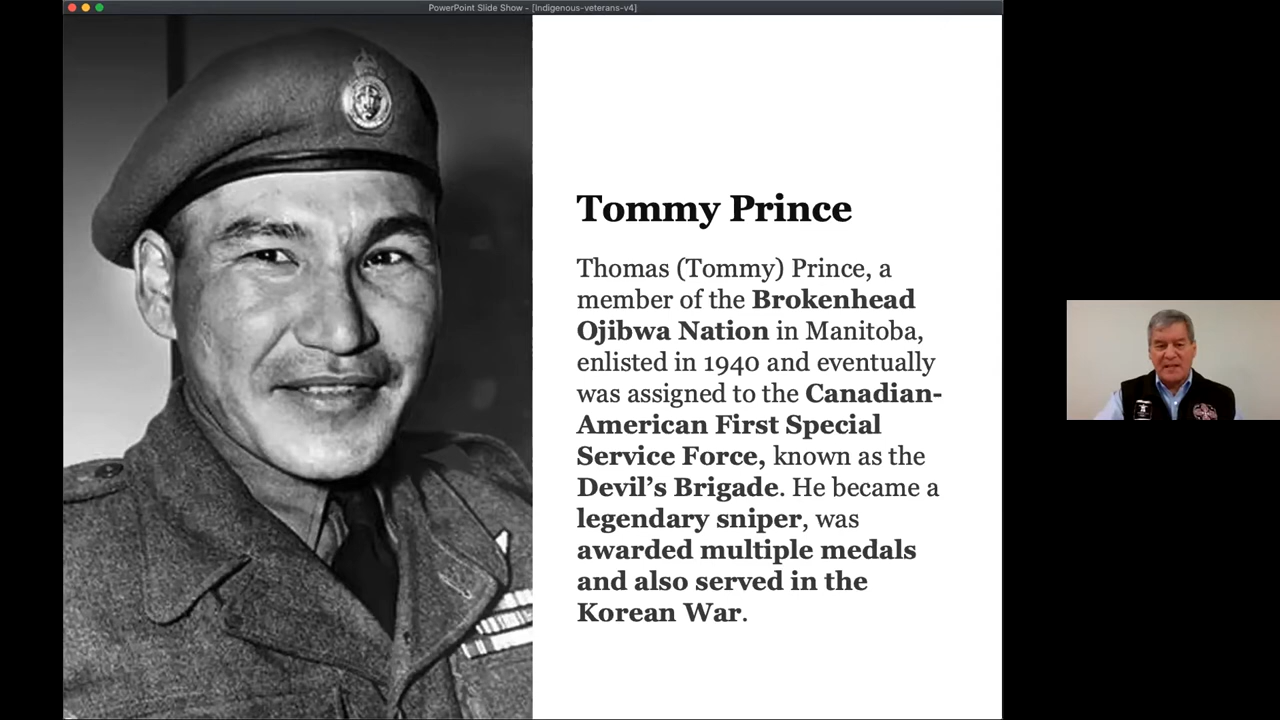 PowerPoint Slide Show - [Indigenous-veterans-v4]
Tommy Prince
Thomas (Tommy) Prince, a
member of the Brokenhead
Ojibwa Nation in Manitoba,
enlisted in 1940 and eventually
was assigned to the Canadian-
American First Special
Service Force, known as the
Devil’s Brigade. He became a
legendary sniper, was
awarded multiple medals
and also served in the
Korean War.